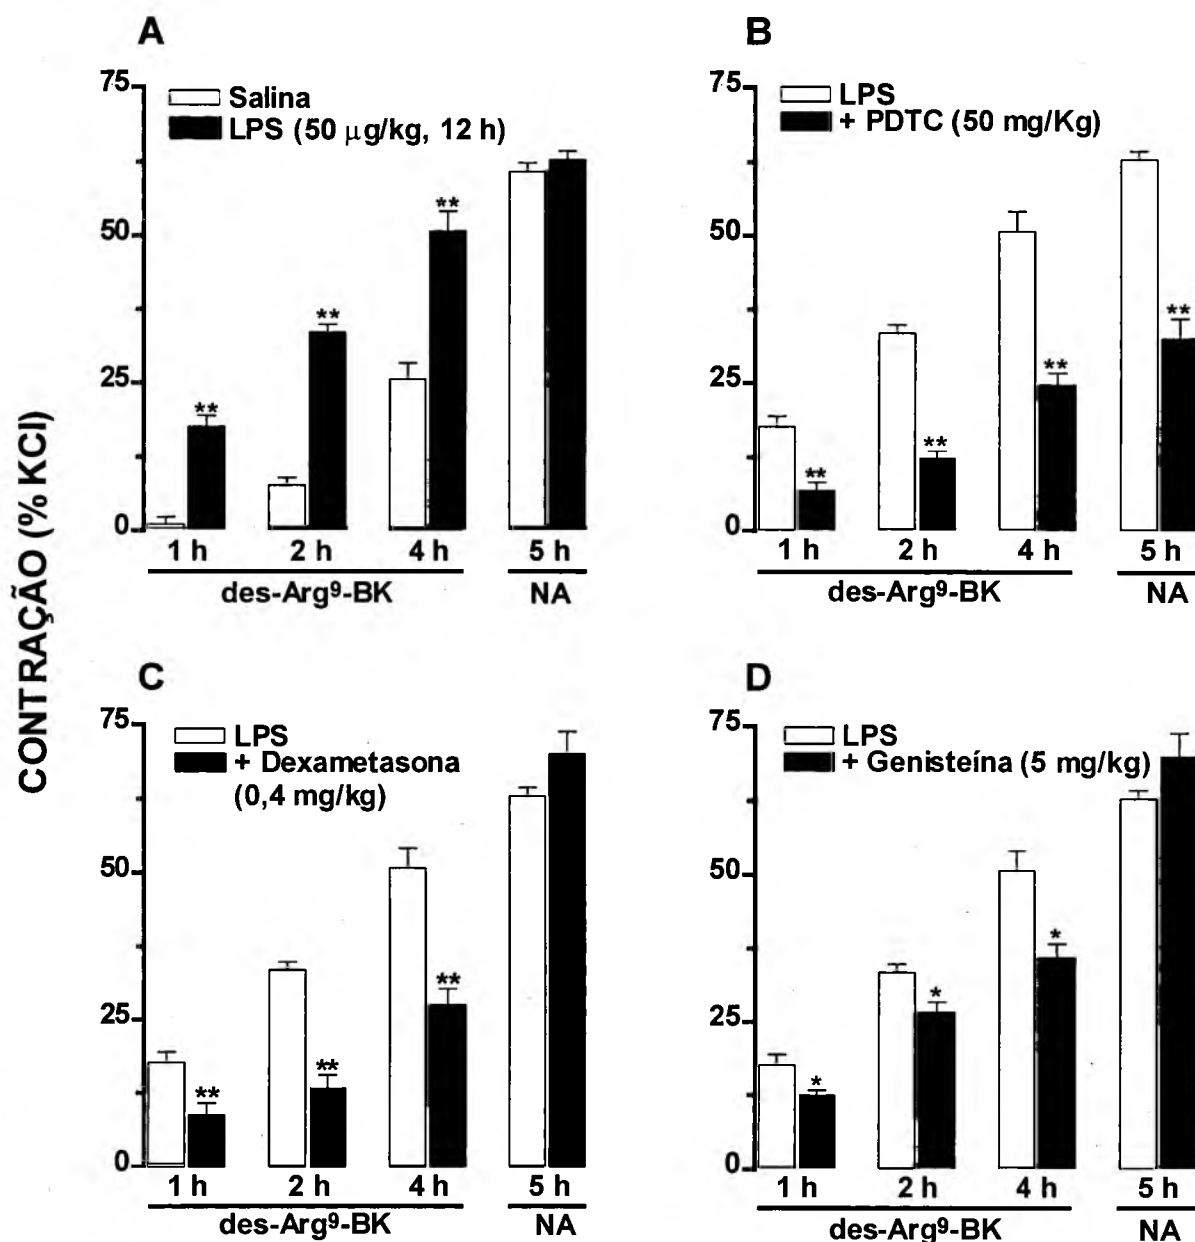 CONTRAÇÃO (% KCl)
A
75
50
25
0
Salina
LPS (50 µg/kg, 12 h)
**
**
**
1 h 2 h 4 h 5 h
des-Arg⁹-BK NA
B
75
50
25
0
LPS
+ PDTC (50 mg/Kg)
**
**
**
**
1 h 2 h 4 h 5 h
des-Arg⁹-BK NA
C
75
50
25
0
LPS
+ Dexametasona
(0,4 mg/kg)
**
**
**
1 h 2 h 4 h 5 h
des-Arg⁹-BK NA
D
75
50
25
0
LPS
+ Genisteína (5 mg/kg)
*
*
*
1 h 2 h 4 h 5 h
des-Arg⁹-BK NA